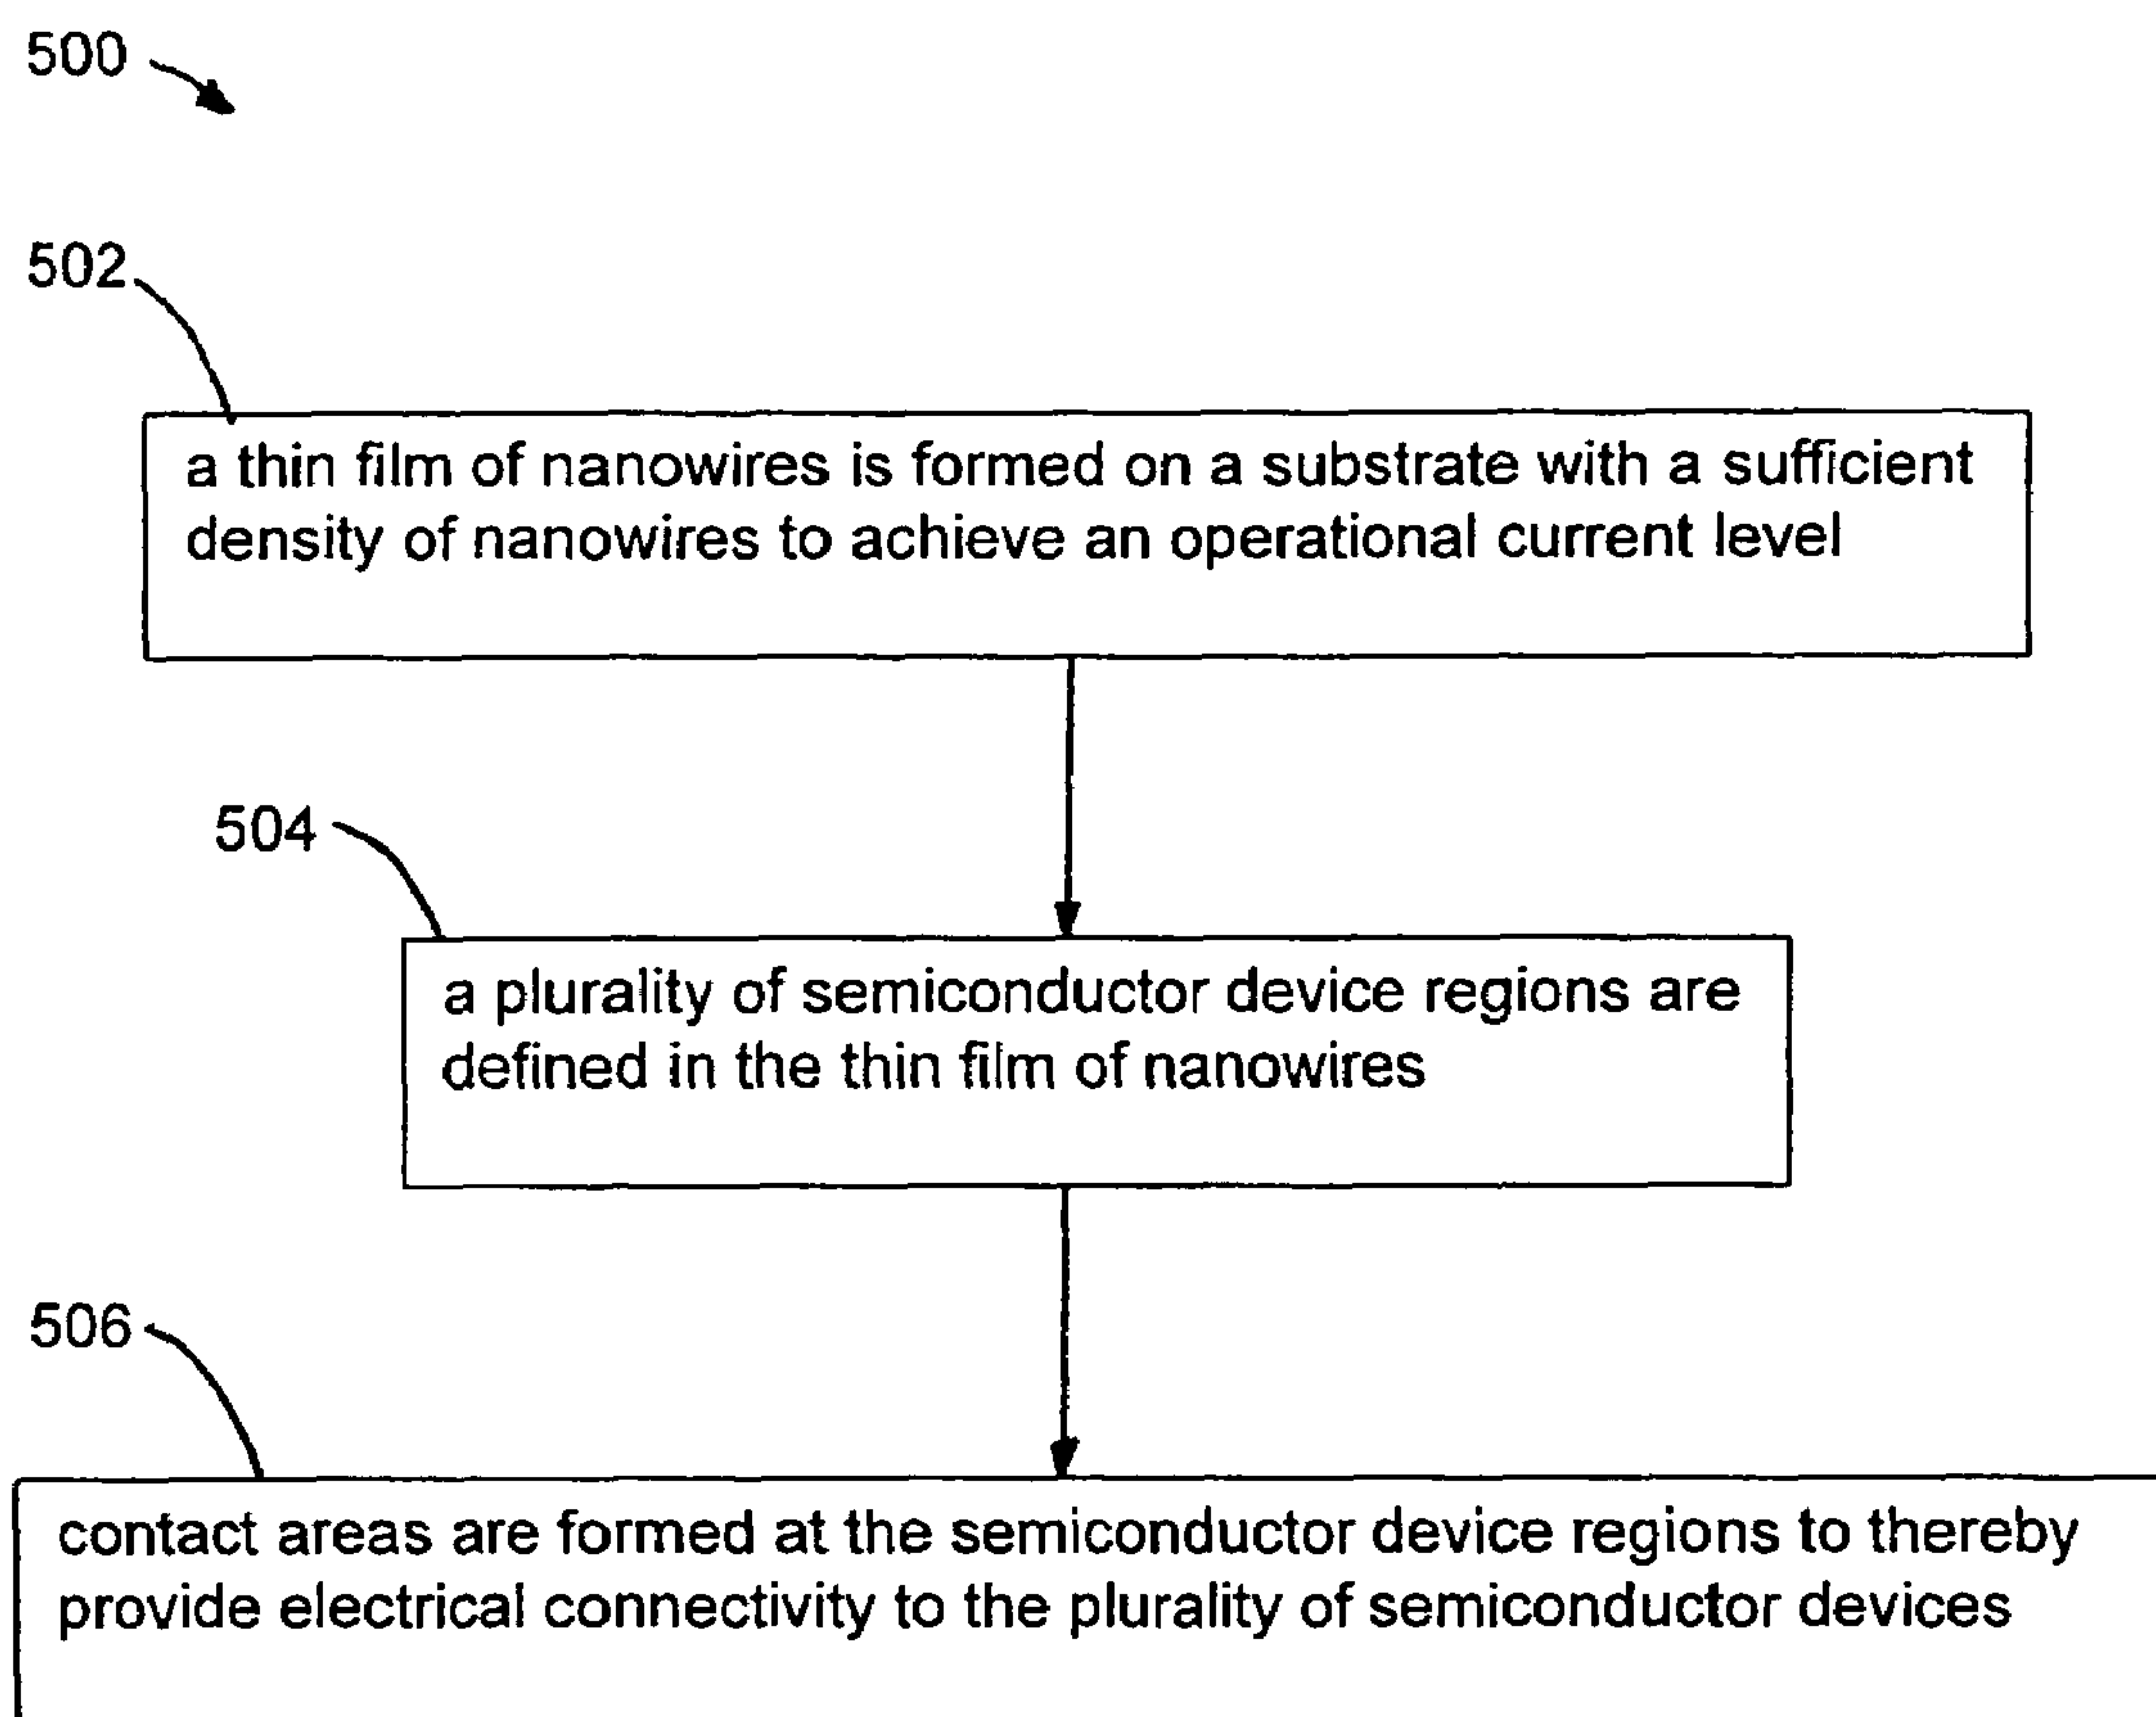 500
502
a thin film of nanowires is formed on a substrate with a sufficient
density of nanowires to achieve an operational current level
504
a plurality of semiconductor device regions are
defined in the thin film of nanowires
506
contact areas are formed at the semiconductor device regions to thereby
provide electrical connectivity to the plurality of semiconductor devices